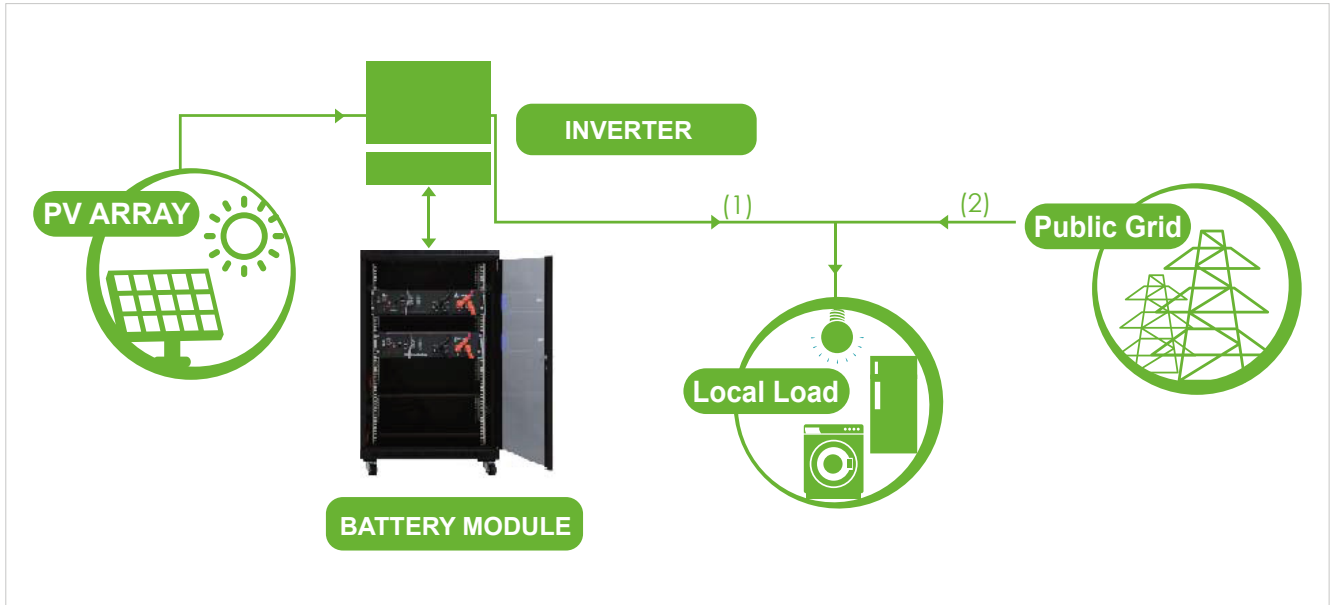 INVERTER
PV ARRAY
(1)
(2)
Public Grid
Local Load
BATTERY MODULE